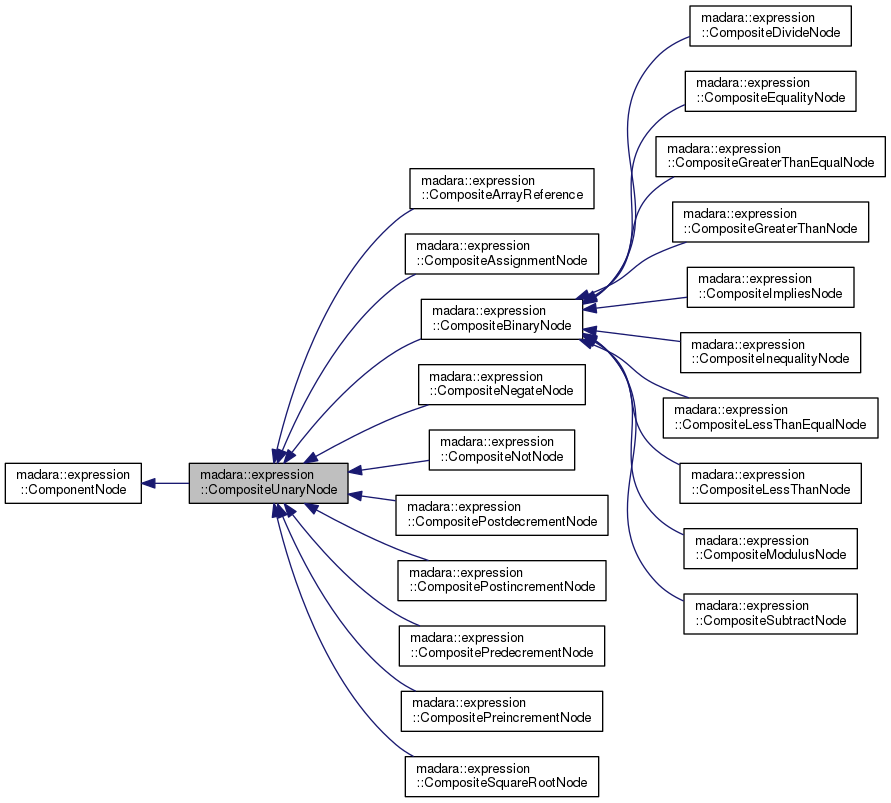 madara::expression
::ComponentNode
madara::expression
::CompositeUnaryNode
madara::expression
::CompositeArrayReference
madara::expression
::CompositeAssignmentNode
madara::expression
::CompositeBinaryNode
madara::expression
::CompositeNegateNode
madara::expression
::CompositeNotNode
madara::expression
::CompositePostdecrementNode
madara::expression
::CompositePostincrementNode
madara::expression
::CompositePredecrementNode
madara::expression
::CompositePreincrementNode
madara::expression
::CompositeSquareRootNode
madara::expression
::CompositeDivideNode
madara::expression
::CompositeEqualityNode
madara::expression
::CompositeGreaterThanEqualNode
madara::expression
::CompositeGreaterThanNode
madara::expression
::CompositeImpliesNode
madara::expression
::CompositeInequalityNode
madara::expression
::CompositeLessThanEqualNode
madara::expression
::CompositeLessThanNode
madara::expression
::CompositeModulusNode
madara::expression
::CompositeSubtractNode